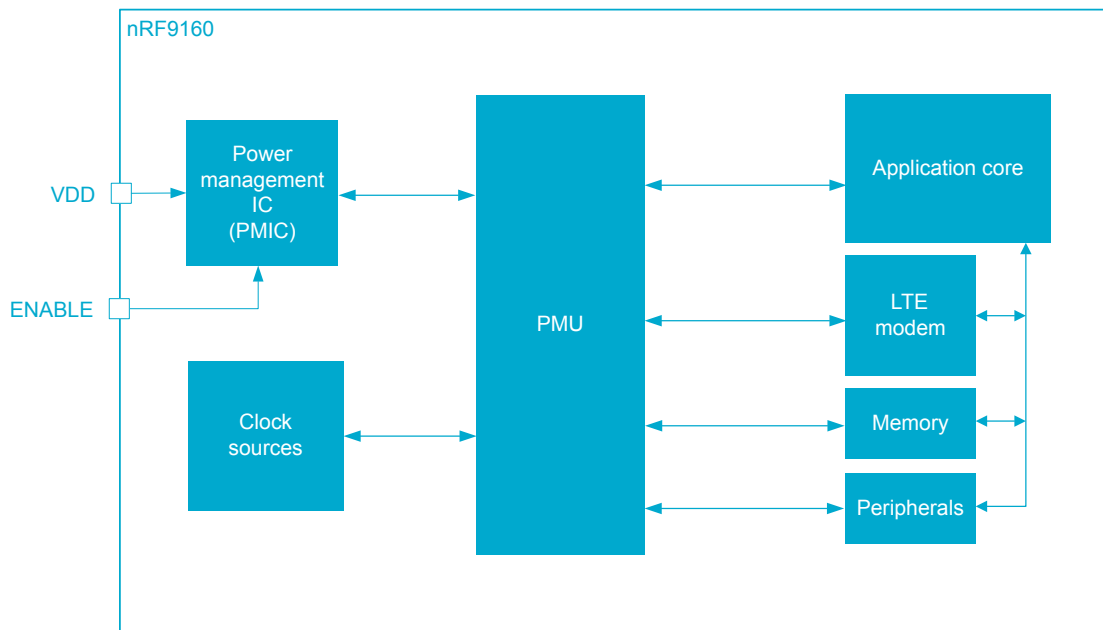 nRF9160
Power
management
IC
(PMIC)
VDD
ENABLE
Clock
sources
PMU
Application core
LTE
modem
Memory
Peripherals